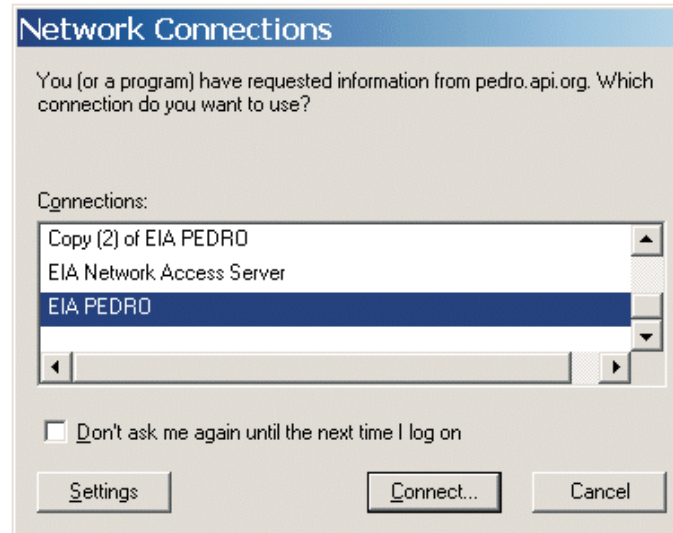 Network Connections
You (or a program) have requested information from pedro.api.org. Which
connection do you want to use?
Connections:
Copy (2) of EIA PEDRO
EIA Network Access Server
EIA PEDRO
Don't ask me again until the next time I log on
Settings
Connect...
Cancel